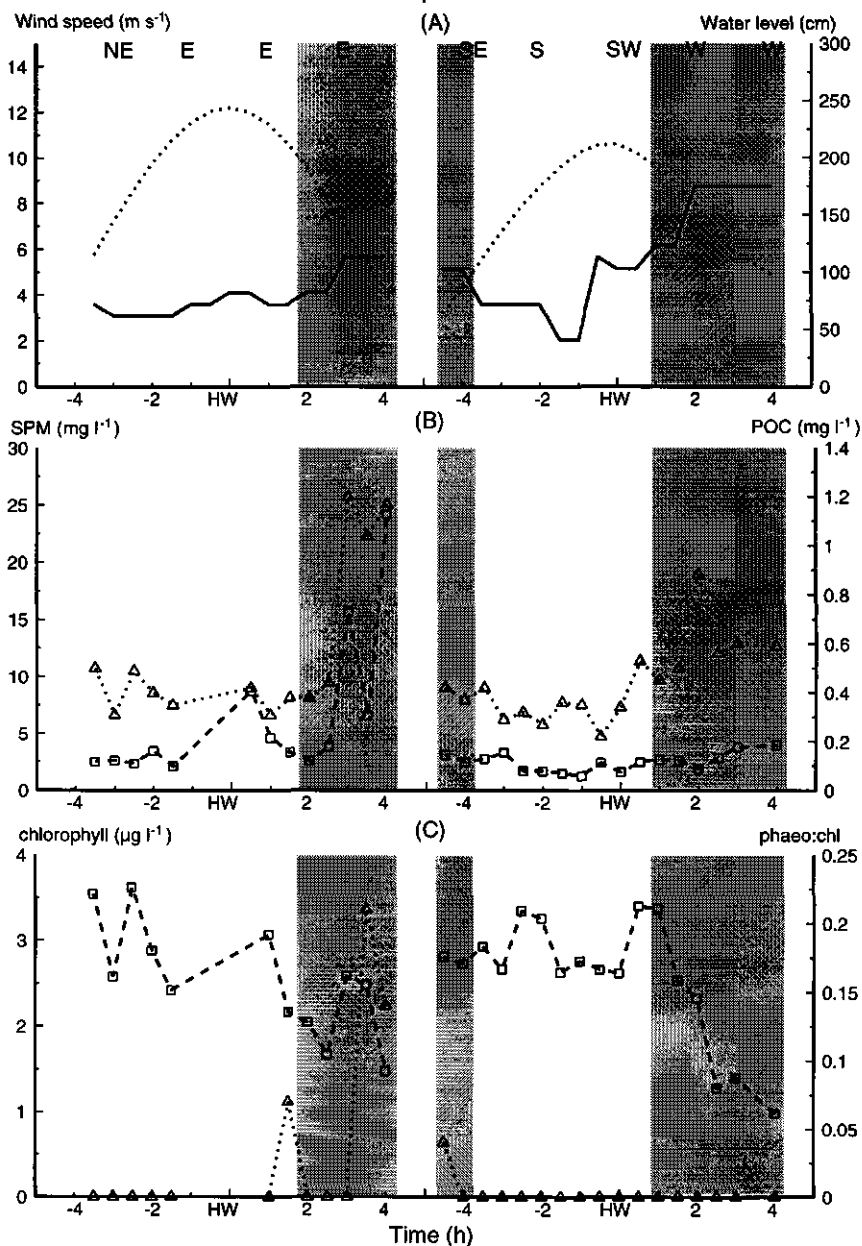 Wind speed (m s-1) (A) Water level (cm)
NE E E E SE S SW W W
14 300
12 250
10 200
8 150
6
4 100
2 50
0 0
-4 -2 HW 2 4 -4 -2 HW 2 4
SPM (mg l-1) (B) POC (mg l-1)
30 1.4
25 1.2
20 1
15 0.8
10 0.6
5 0.4
2.5 0.2
0 0
-4 -2 HW 2 4 -4 -2 HW 2 4
chlorophyll (µg l-1) (C) phaeo:chl
4 0.25
3 0.2
2 0.15
0.1
1 0.05
0 0
-4 -2 HW 2 4 -4 -2 HW 2 4
Time (h)